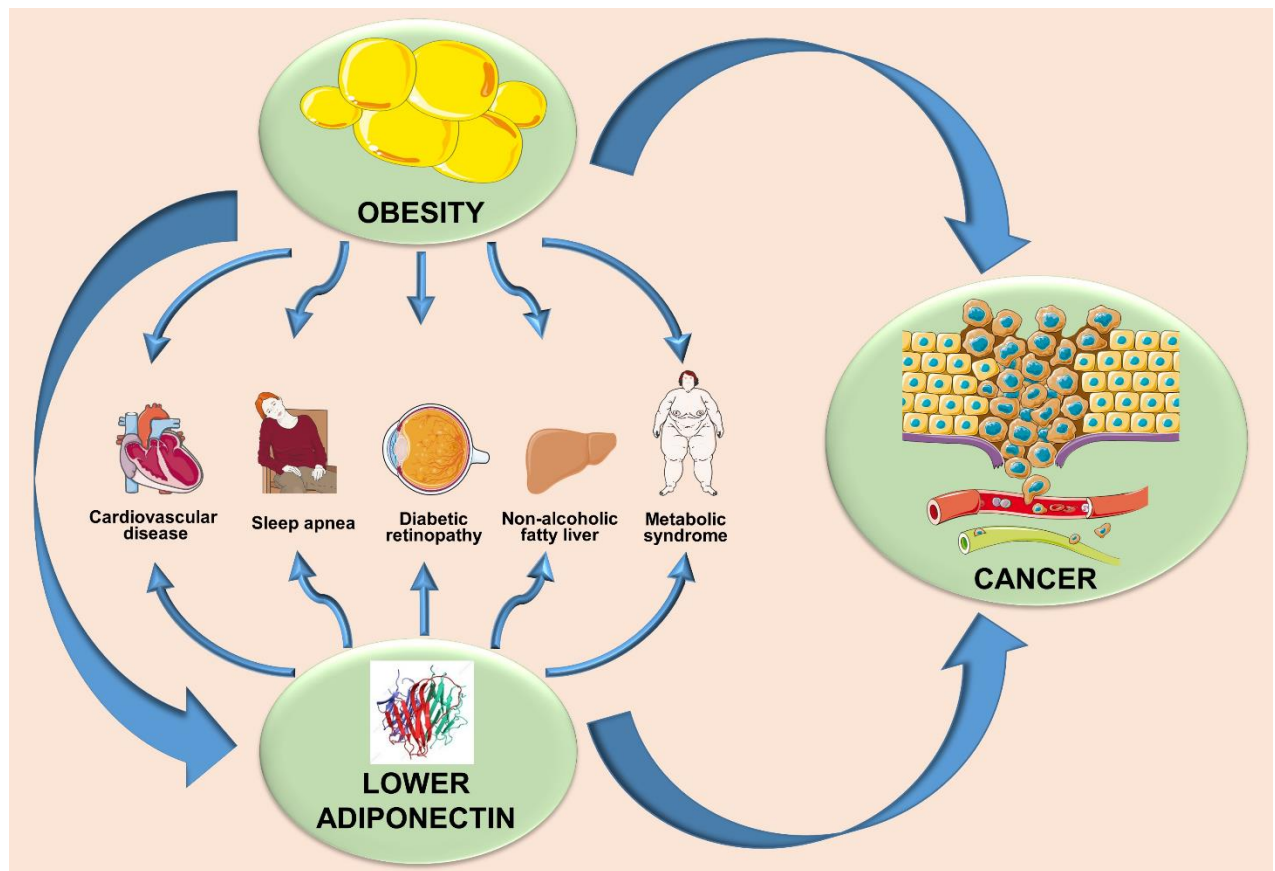 OBESITY
Cardiovascular
disease
Sleep apnea
Diabetic
retinopathy
Non-alcoholic
fatty liver
Metabolic
syndrome
CANCER
LOWER
ADIPONECTIN